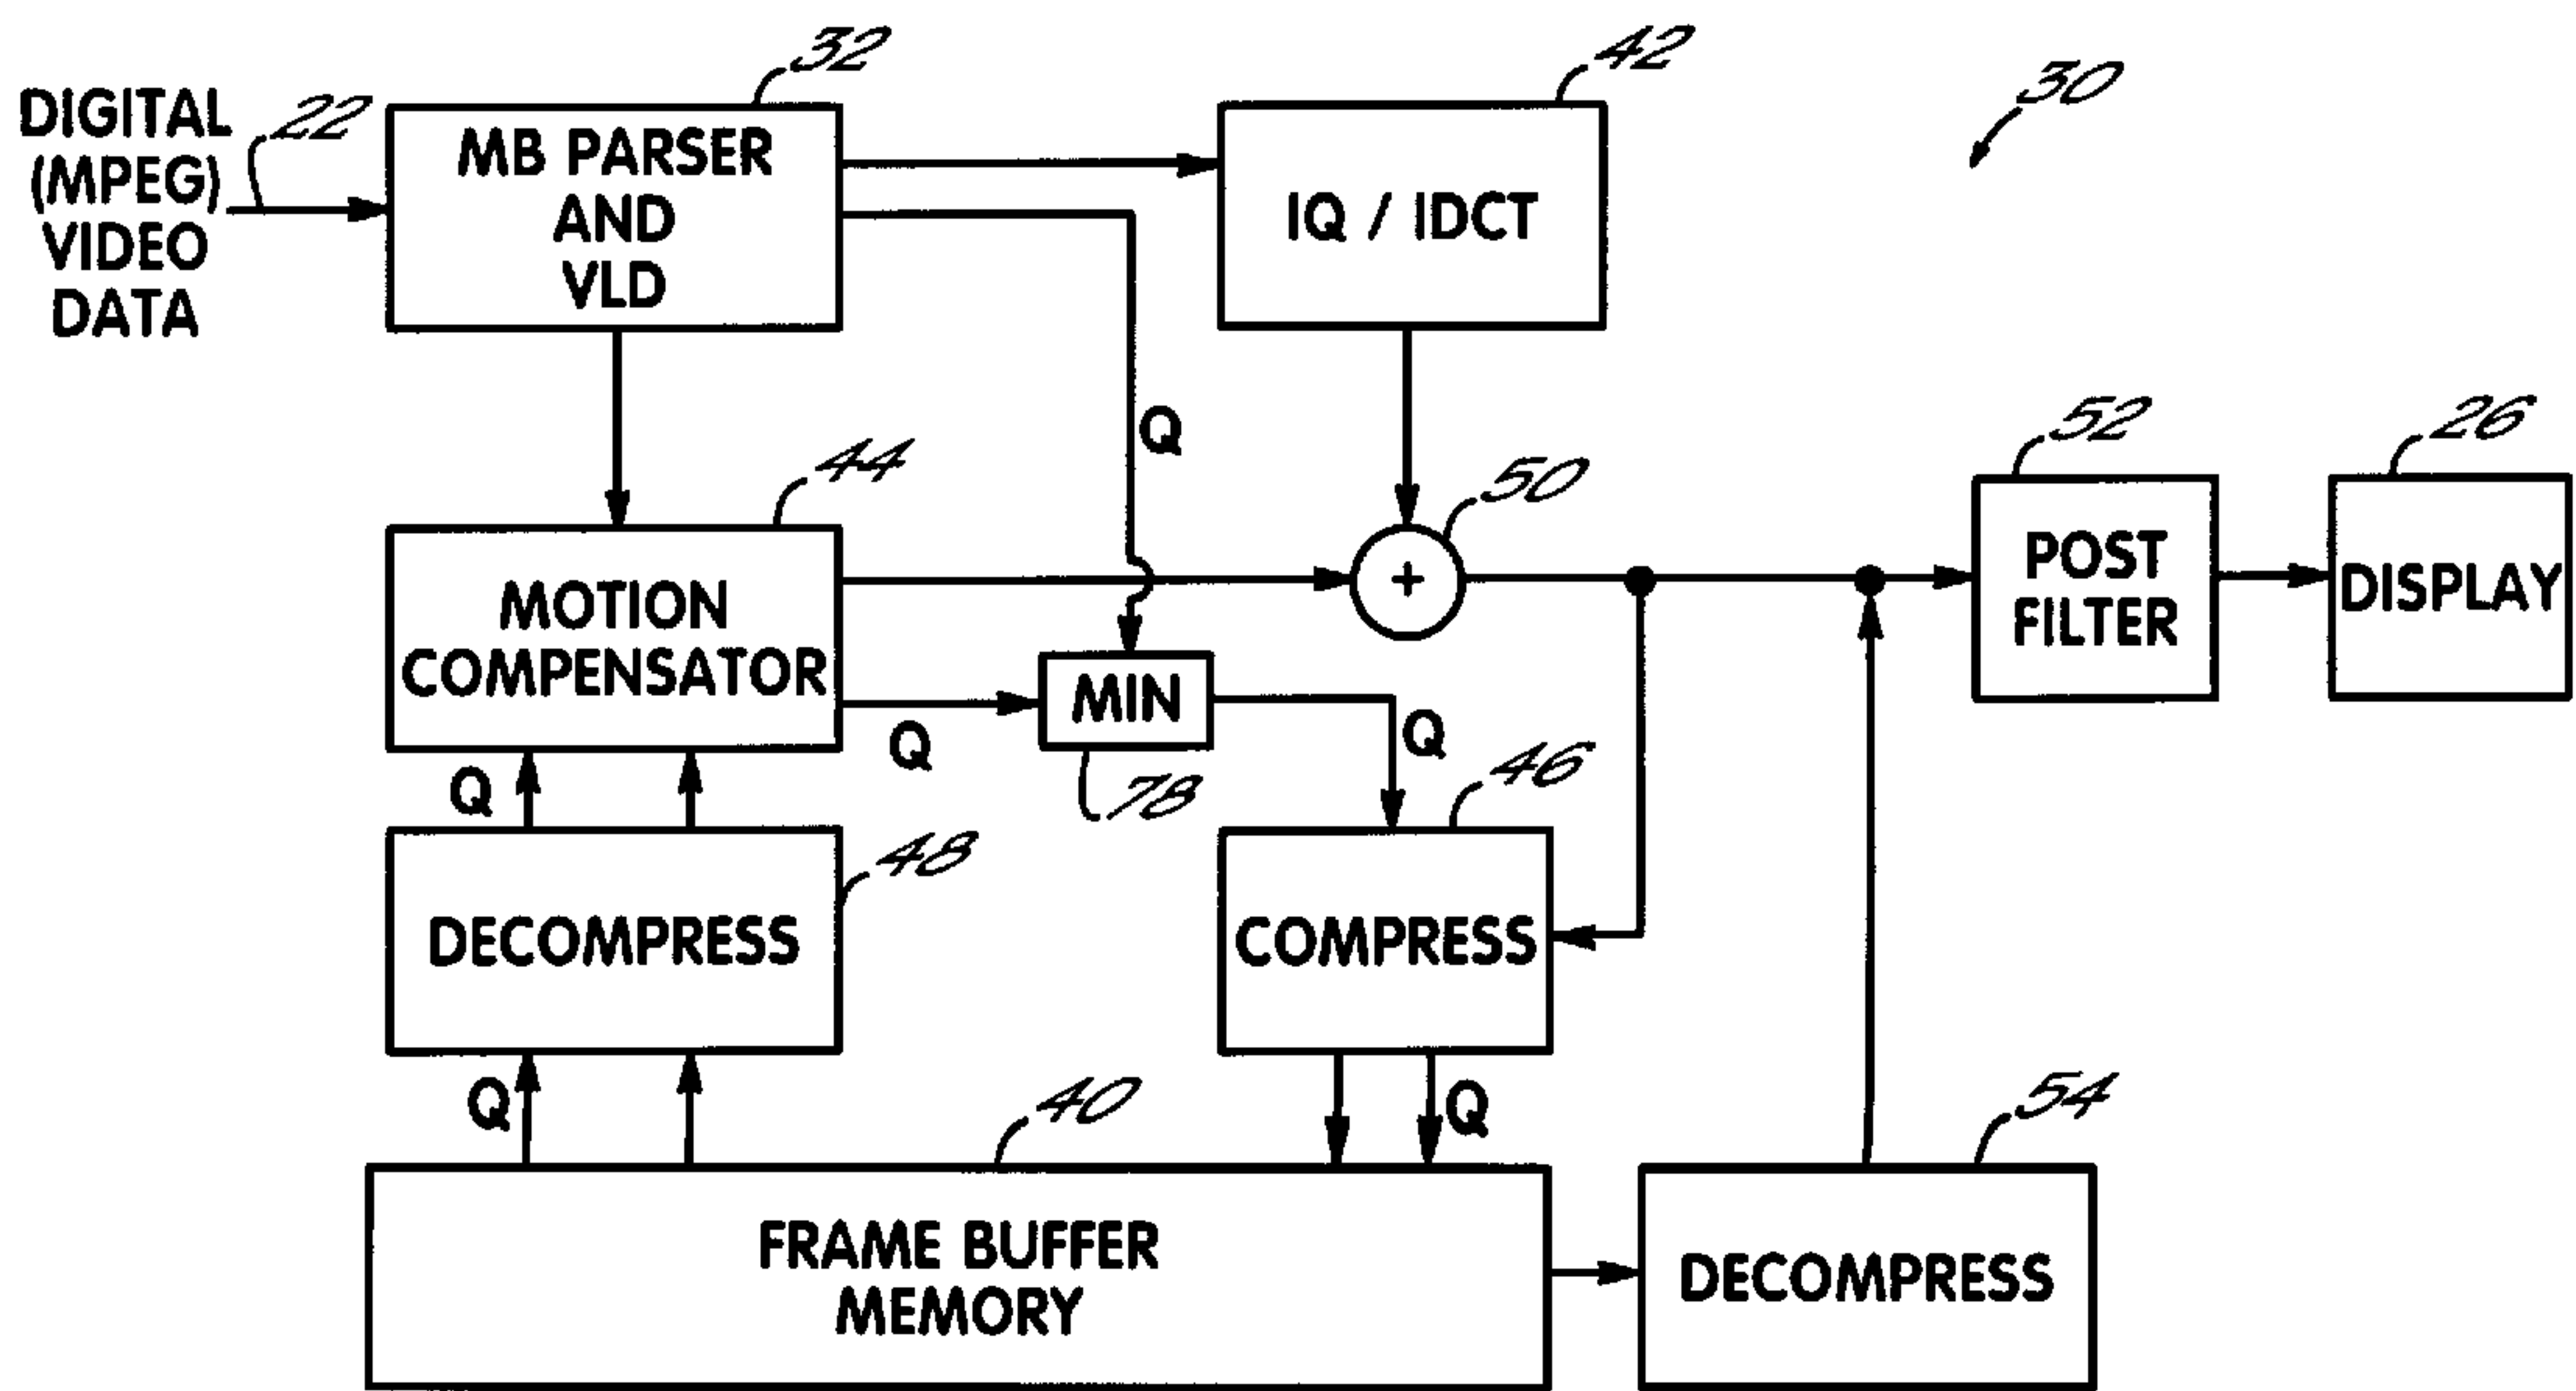 32
42
30
DIGITAL
(MPEG)
VIDEO
DATA
22
MB PARSER
AND
VLD
IQ / IDCT
Q
44
50
52
26
MOTION
COMPENSATOR
+
POST
FILTER
DISPLAY
Q
MIN
78
Q
46
Q
48
DECOMPRESS
COMPRESS
Q
40
Q
54
FRAME BUFFER
MEMORY
DECOMPRESS